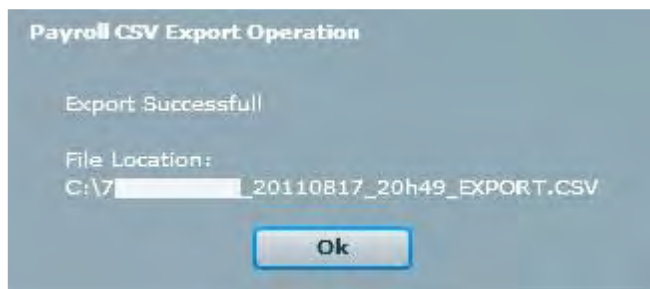 Payroll CSV Export Operation
Export Successfull
File Location:
C:\7 _20110817_20h49_EXPORT.CSV
Ok